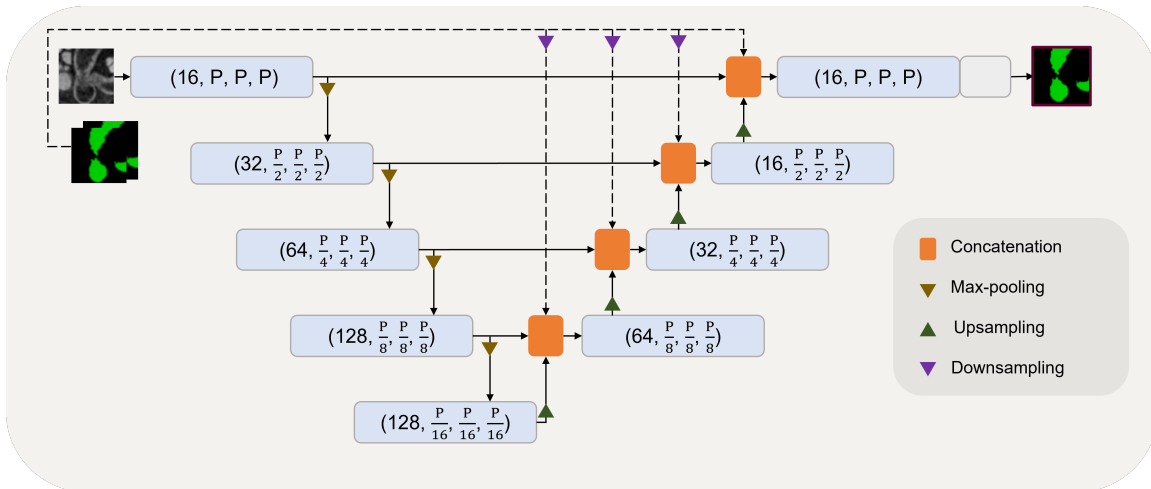 (16, P, P, P)
(16, P, P, P)
(32, P/2, P/2, P/2)
(16, P/2, P/2, P/2)
(64, P/4, P/4, P/4)
(32, P/4, P/4, P/4)
(128, P/8, P/8, P/8)
(64, P/8, P/8, P/8)
(128, P/16, P/16, P/16)
Concatenation
Max-pooling
Upsampling
Downsampling